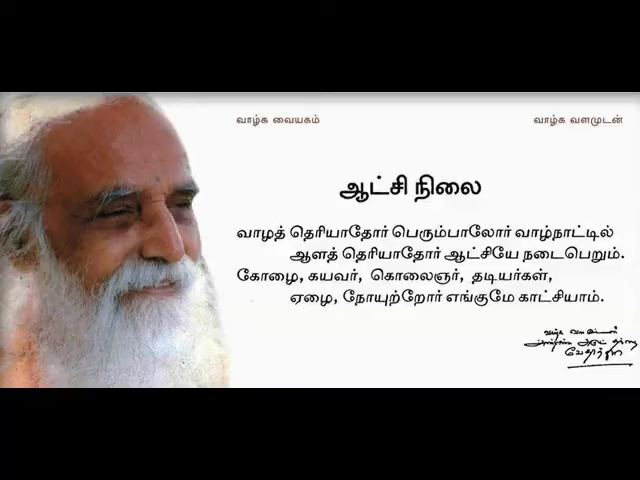 வாழ்க வையகம்
வாழ்க வளமுடன்
ஆட்சி நிலை
வாழத் தெரியாதோர் பெரும்பாலோர் வாழ்நாட்டில்
ஆளத் தெரியாதோர் ஆட்சியே நடைபெறும்.
கோழை, கயவர், கொலைஞர், தடியர்கள்,
ஏழை, நோயுற்றோர் எங்குமே காட்சியாம்.